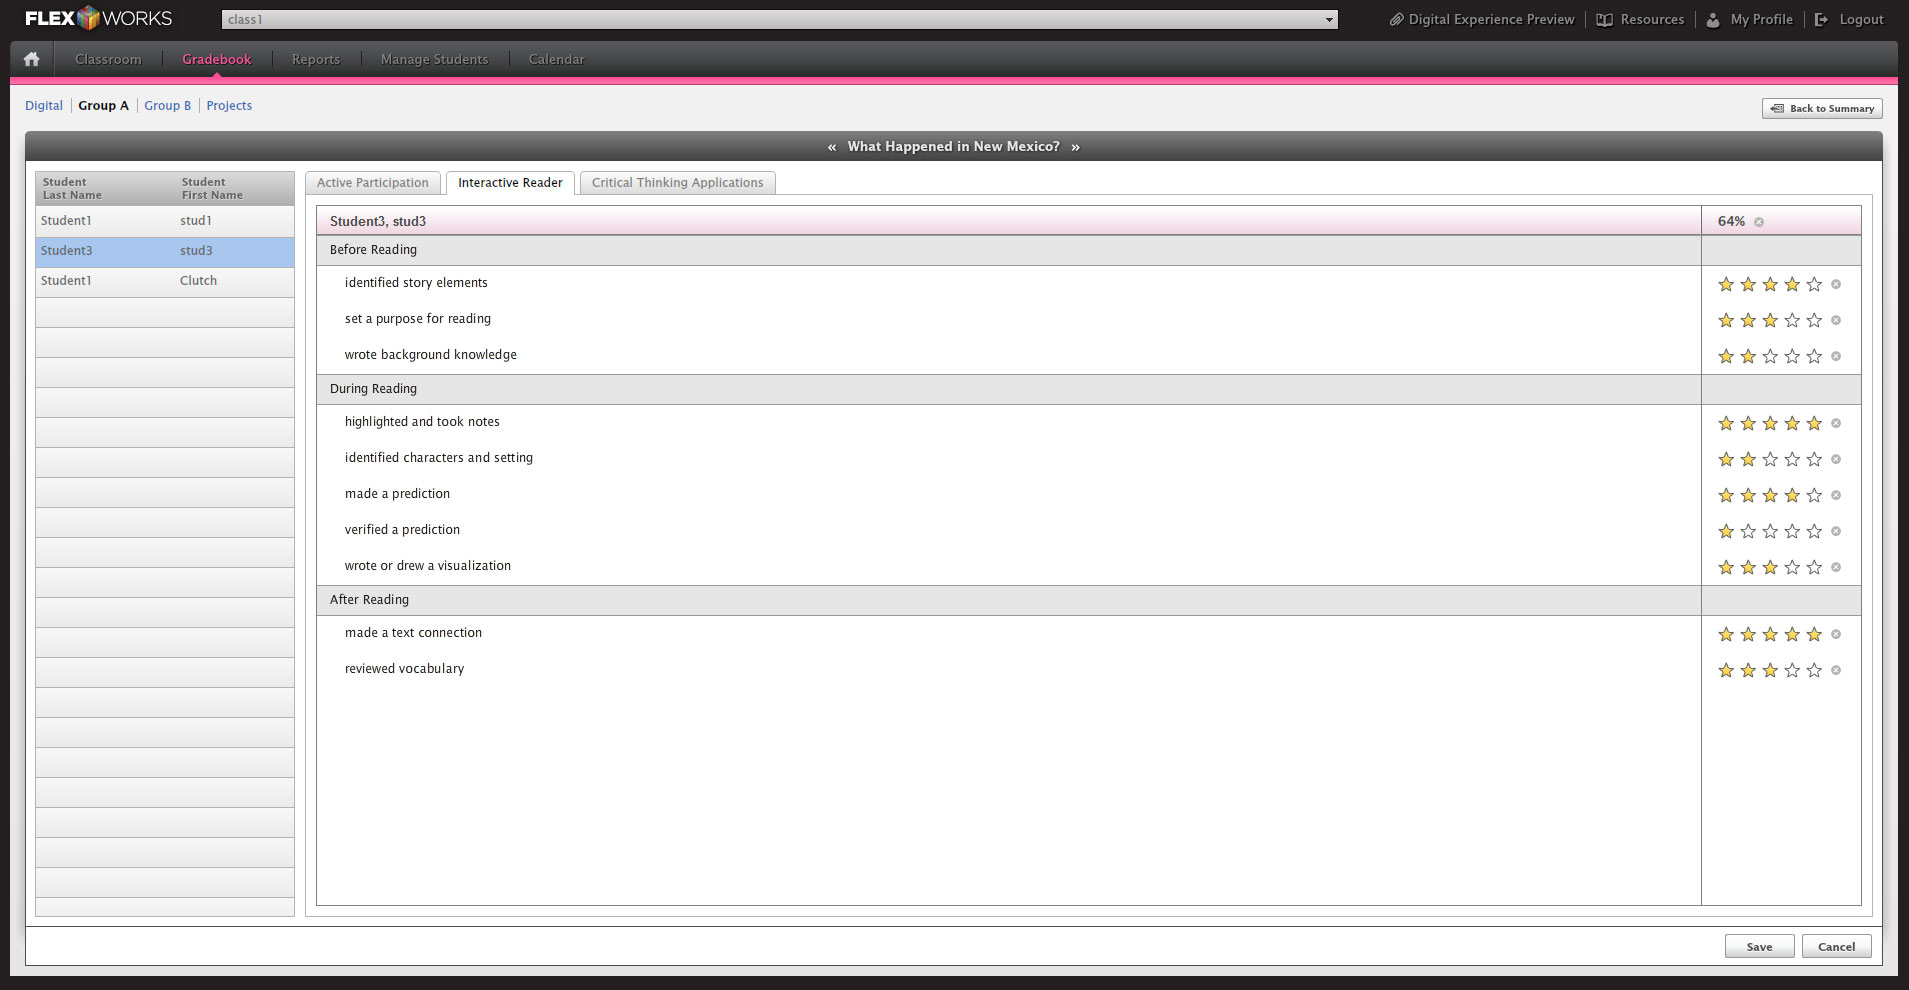 FLEX WORKS
class1
Digital Experience Preview
Resources
My Profile
Logout
Classroom
Gradebook
Reports
Manage Students
Calendar
Digital
Group A
Group B
Projects
Back to Summary
« What Happened in New Mexico? »
Student
Last Name
Student
First Name
Student1 stud1
Student3 stud3
Student1 Clutch
Active Participation
Interactive Reader
Critical Thinking Applications
Student3, stud3 64%
Before Reading
identified story elements
set a purpose for reading
wrote background knowledge
During Reading
highlighted and took notes
identified characters and setting
made a prediction
verified a prediction
wrote or drew a visualization
After Reading
made a text connection
reviewed vocabulary
Save
Cancel